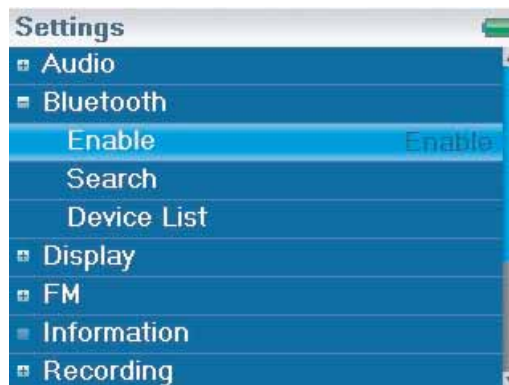 Settings
Audio
Bluetooth
Enable Enable
Search
Device List
Display
FM
Information
Recording